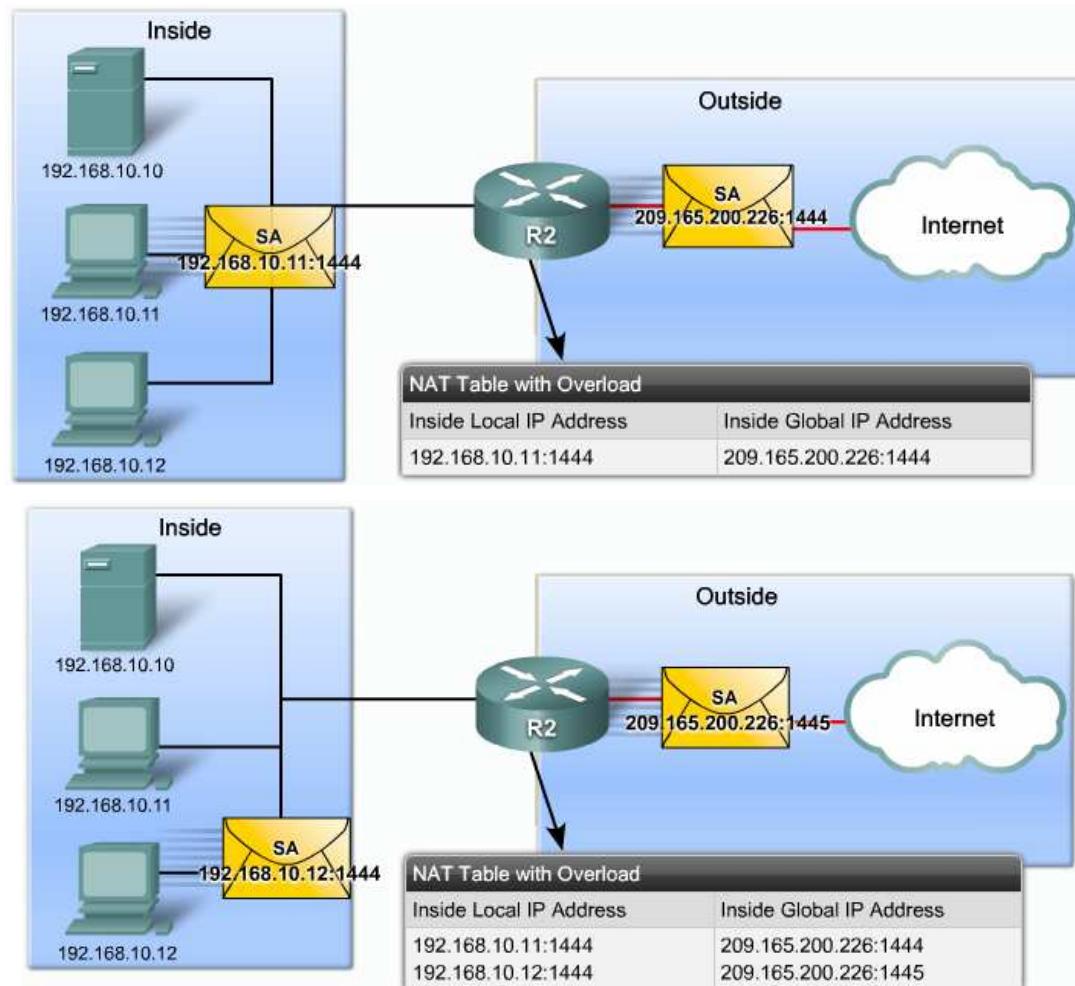 Inside
Outside
192.168.10.10
SA
192.168.10.11:1444
192.168.10.11
192.168.10.12
R2
SA
209.165.200.226:1444
Internet
NAT Table with Overload
Inside Local IP Address Inside Global IP Address
192.168.10.11:1444 209.165.200.226:1444
Inside
Outside
192.168.10.10
192.168.10.11
SA
192.168.10.12:1444
192.168.10.12
R2
SA
209.165.200.226:1445
Internet
NAT Table with Overload
Inside Local IP Address Inside Global IP Address
192.168.10.11:1444 209.165.200.226:1444
192.168.10.12:1444 209.165.200.226:1445